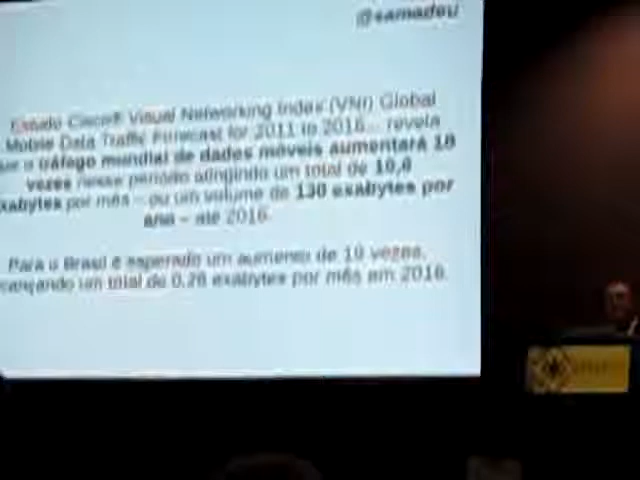 @samadeu
Estudo Cisco® Visual Networking Index (VNI) Global
Mobile Data Traffic Forecast for 2011 to 2016... revela
que o tráfego mundial de dados móveis aumentará 18
vezes nesse período atingindo um total de 10,8
exabytes por mês – ou um volume de 130 exabytes por
ano – até 2016.
Para o Brasil é esperado um aumento de 19 vezes,
alcançando um total de 0.26 exabytes por mês em 2016.